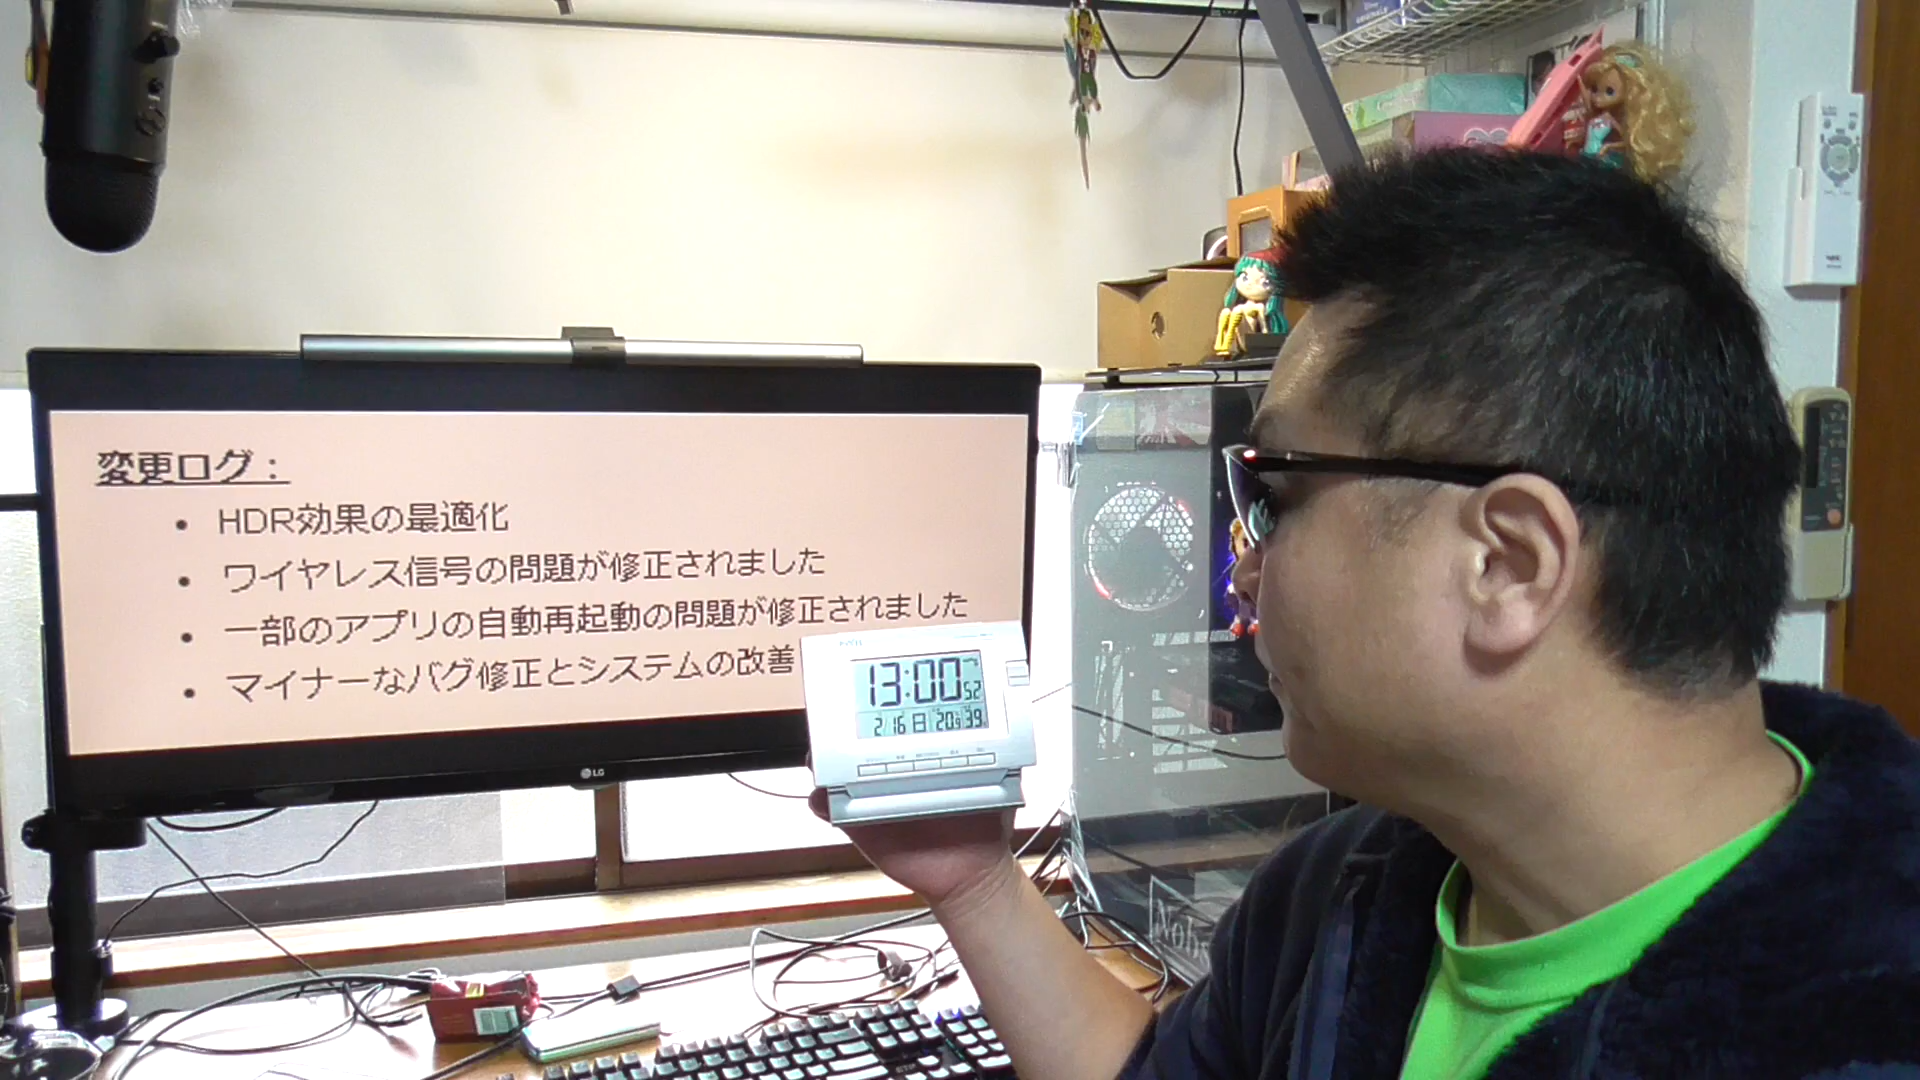 変更ログ：
• HDR効果の最適化
• ワイヤレス信号の問題が修正されました
• 一部のアプリの自動再起動の問題が修正されました
• マイナーなバグ修正とシステムの改善
13:00 52
2/16 日 20.9 39
LG